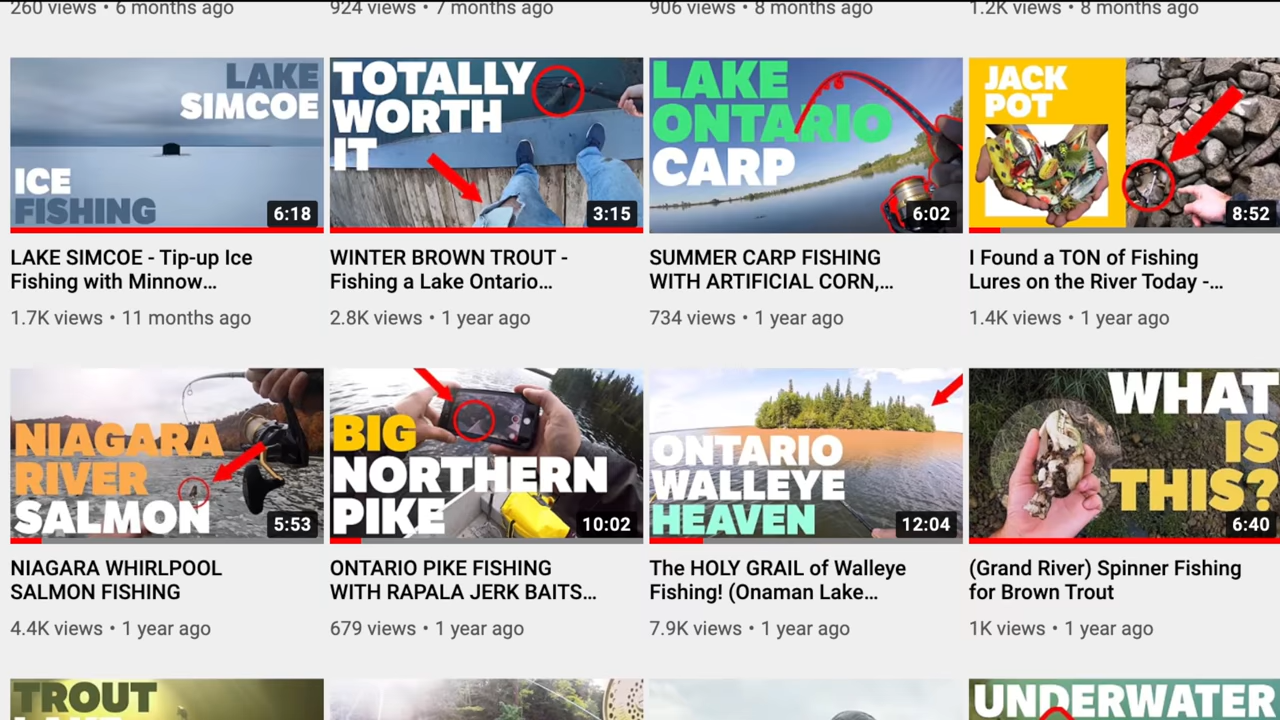 260 views • 6 months ago
924 views • 7 months ago
906 views • 8 months ago
1.2K views • 8 months ago
LAKE
SIMCOE
ICE
FISHING
6:18
TOTALLY
WORTH
IT
3:15
LAKE
ONTARIO
CARP
6:02
JACK
POT
8:52
LAKE SIMCOE - Tip-up Ice
Fishing with Minnow...
1.7K views • 11 months ago
WINTER BROWN TROUT -
Fishing a Lake Ontario...
2.8K views • 1 year ago
SUMMER CARP FISHING
WITH ARTIFICIAL CORN,...
734 views • 1 year ago
I Found a TON of Fishing
Lures on the River Today -...
1.4K views • 1 year ago
NIAGARA
RIVER
SALMON
5:53
BIG
NORTHERN
PIKE
10:02
ONTARIO
WALLEYE
HEAVEN
12:04
WHAT
IS
THIS?
6:40
NIAGARA WHIRLPOOL
SALMON FISHING
4.4K views • 1 year ago
ONTARIO PIKE FISHING
WITH RAPALA JERK BAITS...
679 views • 1 year ago
The HOLY GRAIL of Walleye
Fishing! (Onaman Lake...
7.9K views • 1 year ago
(Grand River) Spinner Fishing
for Brown Trout
1K views • 1 year ago
TROUT
LAKE
UNDERWATER